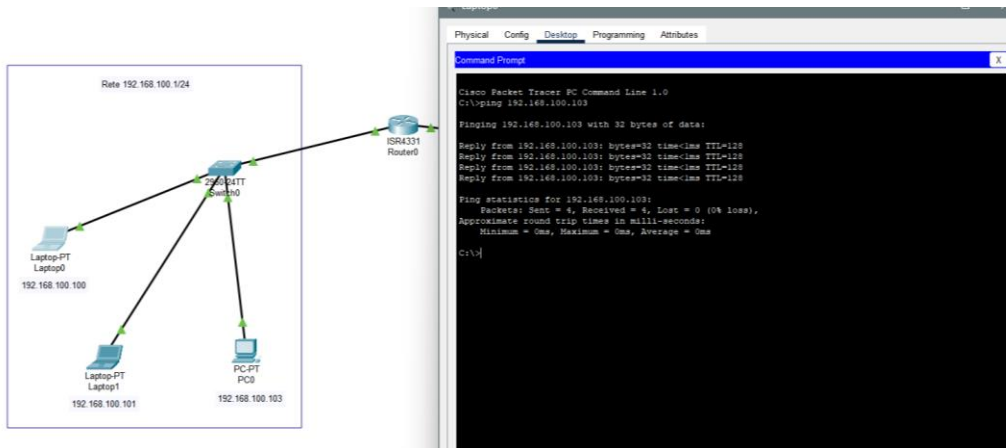 Rete 192.168.100.1/24
ISR4331
Router0
Switch0
Laptop-PT
Laptop0
192.168.100.100
Laptop-PT
Laptop1
192.168.100.101
PC-PT
PC0
192.168.100.103
Physical Config Desktop Programming Attributes
Command Prompt
X
Cisco Packet Tracer PC Command Line 1.0
C:\>ping 192.168.100.103
Pinging 192.168.100.103 with 32 bytes of data:
Reply from 192.168.100.103: bytes=32 time<1ms TTL=128
Reply from 192.168.100.103: bytes=32 time<1ms TTL=128
Reply from 192.168.100.103: bytes=32 time<1ms TTL=128
Reply from 192.168.100.103: bytes=32 time<1ms TTL=128
Ping statistics for 192.168.100.103:
Packets: Sent = 4, Received = 4, Lost = 0 (0% loss),
Approximate round trip times in milli-seconds:
Minimum = 0ms, Maximum = 0ms, Average = 0ms
C:\>